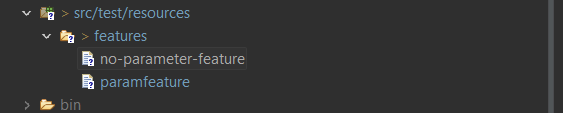 > src/test/resources
> features
no-parameter-feature
paramfeature
bin